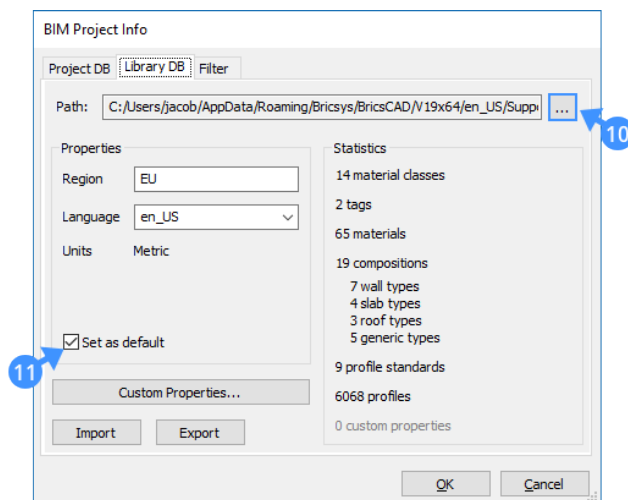 BIM Project Info
Project DB Library DB Filter
Path: C:/Users/jacob/AppData/Roaming/Bricsys/BricsCAD/V19x64/en_US/Supp ...
10
Properties
Region EU
Language en_US
Units Metric
Set as default
11
Custom Properties...
Import Export
Statistics
14 material classes
2 tags
65 materials
19 compositions
7 wall types
4 slab types
3 roof types
5 generic types
9 profile standards
6068 profiles
0 custom properties
OK Cancel